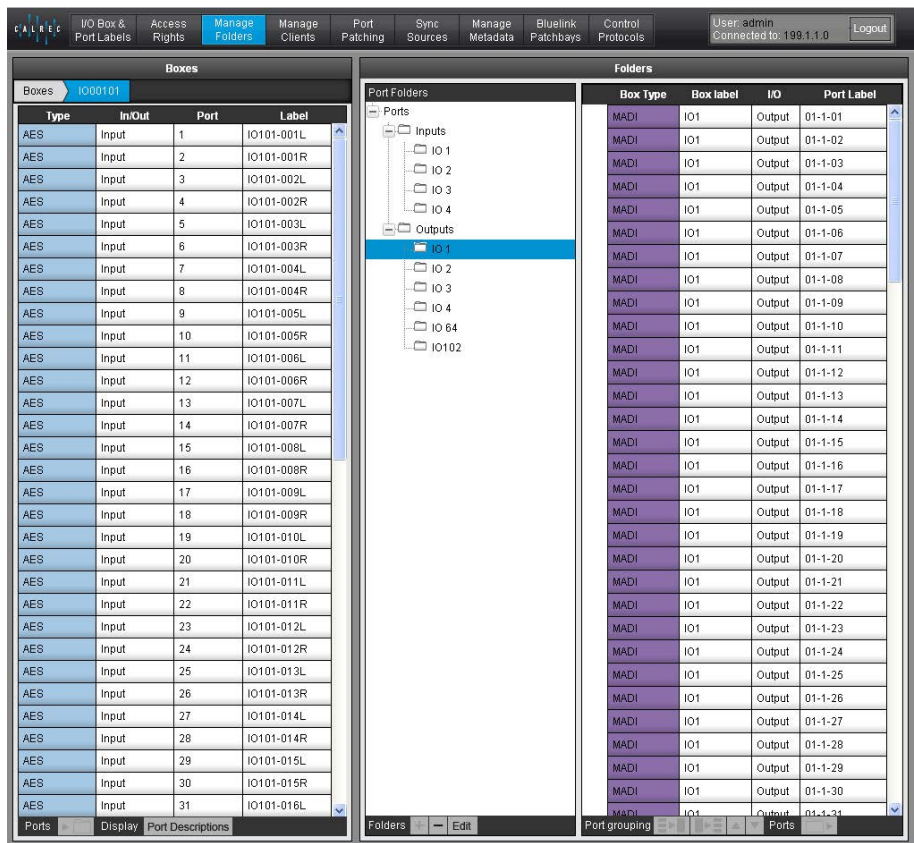 CALREC
I/O Box & Port Labels
Access Rights
Manage Folders
Manage Clients
Port Patching
Sync Sources
Manage Metadata
Bluelink Patchbays
Control Protocols
User: admin
Connected to: 199.1.1.0
Logout
Boxes
Boxes IO00101
Type In/Out Port Label
AES Input 1 IO101-001L
AES Input 2 IO101-001R
AES Input 3 IO101-002L
AES Input 4 IO101-002R
AES Input 5 IO101-003L
AES Input 6 IO101-003R
AES Input 7 IO101-004L
AES Input 8 IO101-004R
AES Input 9 IO101-005L
AES Input 10 IO101-005R
AES Input 11 IO101-006L
AES Input 12 IO101-006R
AES Input 13 IO101-007L
AES Input 14 IO101-007R
AES Input 15 IO101-008L
AES Input 16 IO101-008R
AES Input 17 IO101-009L
AES Input 18 IO101-009R
AES Input 19 IO101-010L
AES Input 20 IO101-010R
AES Input 21 IO101-011L
AES Input 22 IO101-011R
AES Input 23 IO101-012L
AES Input 24 IO101-012R
AES Input 25 IO101-013L
AES Input 26 IO101-013R
AES Input 27 IO101-014L
AES Input 28 IO101-014R
AES Input 29 IO101-015L
AES Input 30 IO101-015R
AES Input 31 IO101-016L
Ports Display Port Descriptions
Folders
Port Folders
Ports
Inputs
IO 1
IO 2
IO 3
IO 4
Outputs
IO 1
IO 2
IO 3
IO 4
IO 64
IO102
Folders + − Edit
Box Type Box label I/O Port Label
MADI IO1 Output 01-1-01
MADI IO1 Output 01-1-02
MADI IO1 Output 01-1-03
MADI IO1 Output 01-1-04
MADI IO1 Output 01-1-05
MADI IO1 Output 01-1-06
MADI IO1 Output 01-1-07
MADI IO1 Output 01-1-08
MADI IO1 Output 01-1-09
MADI IO1 Output 01-1-10
MADI IO1 Output 01-1-11
MADI IO1 Output 01-1-12
MADI IO1 Output 01-1-13
MADI IO1 Output 01-1-14
MADI IO1 Output 01-1-15
MADI IO1 Output 01-1-16
MADI IO1 Output 01-1-17
MADI IO1 Output 01-1-18
MADI IO1 Output 01-1-19
MADI IO1 Output 01-1-20
MADI IO1 Output 01-1-21
MADI IO1 Output 01-1-22
MADI IO1 Output 01-1-23
MADI IO1 Output 01-1-24
MADI IO1 Output 01-1-25
MADI IO1 Output 01-1-26
MADI IO1 Output 01-1-27
MADI IO1 Output 01-1-28
MADI IO1 Output 01-1-29
MADI IO1 Output 01-1-30
MADI IO1 Output 01-1-31
Port grouping Ports